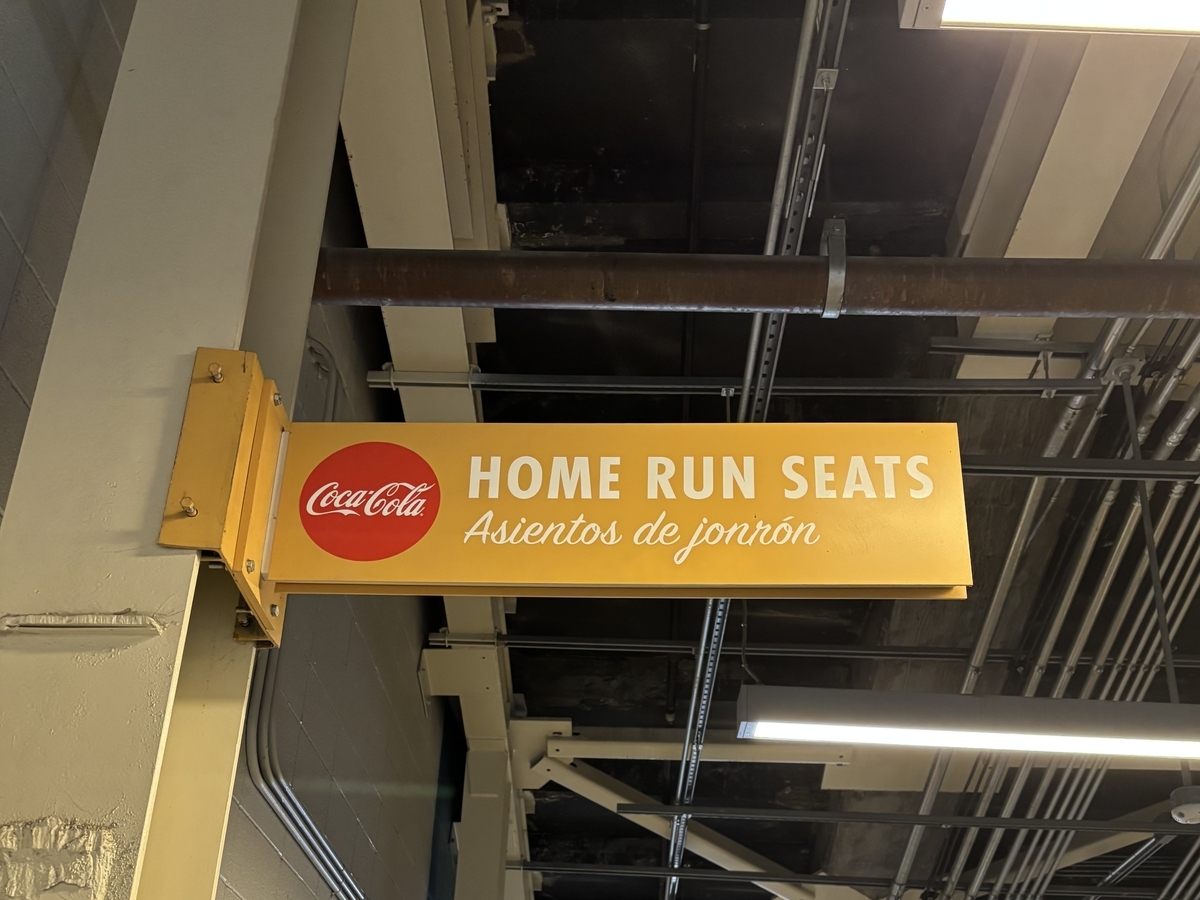 Coca-Cola
HOME RUN SEATS
Asientos de jonrón